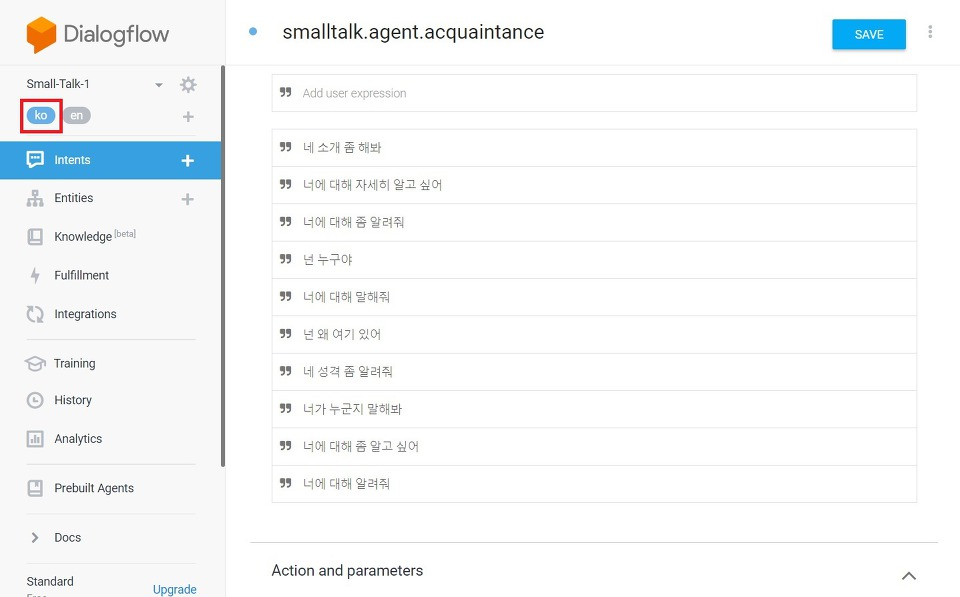 Dialogflow
smalltalk.agent.acquaintance
SAVE
Small-Talk-1
ko en
Intents
Entities
Knowledge [beta]
Fulfillment
Integrations
Training
History
Analytics
Prebuilt Agents
Docs
Standard
Upgrade
Add user expression
네 소개 좀 해봐
너에 대해 자세히 알고 싶어
너에 대해 좀 알려줘
넌 누구야
너에 대해 말해줘
넌 왜 여기 있어
네 성격 좀 알려줘
너가 누군지 말해봐
너에 대해 좀 알고 싶어
너에 대해 알려줘
Action and parameters